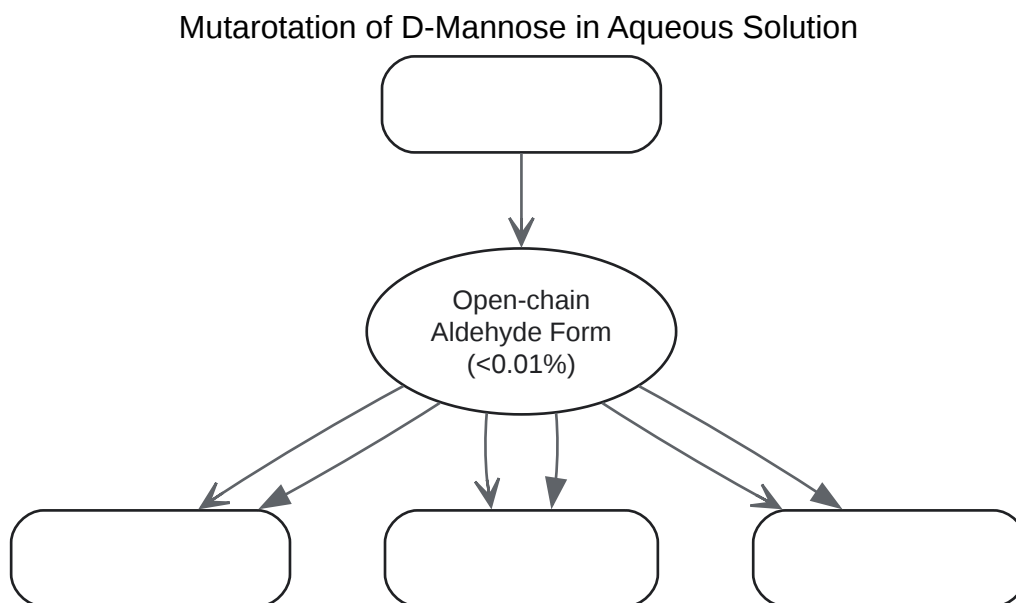 Mutarotation of D-Mannose in Aqueous Solution
Open-chain
Aldehyde Form
(<0.01%)